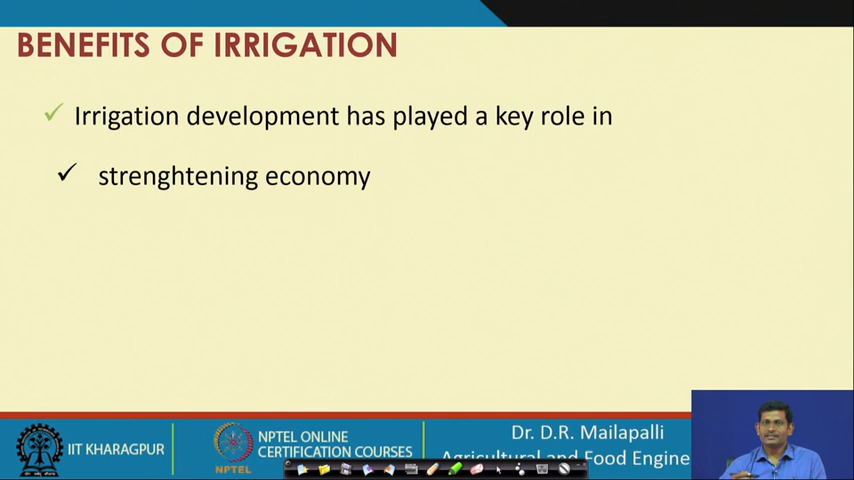 BENEFITS OF IRRIGATION
Irrigation development has played a key role in
strenghtening economy
IIT KHARAGPUR
NPTEL
NPTEL ONLINE
CERTIFICATION COURSES
Dr. D.R. Mailapalli
Agricultural and Food Engine